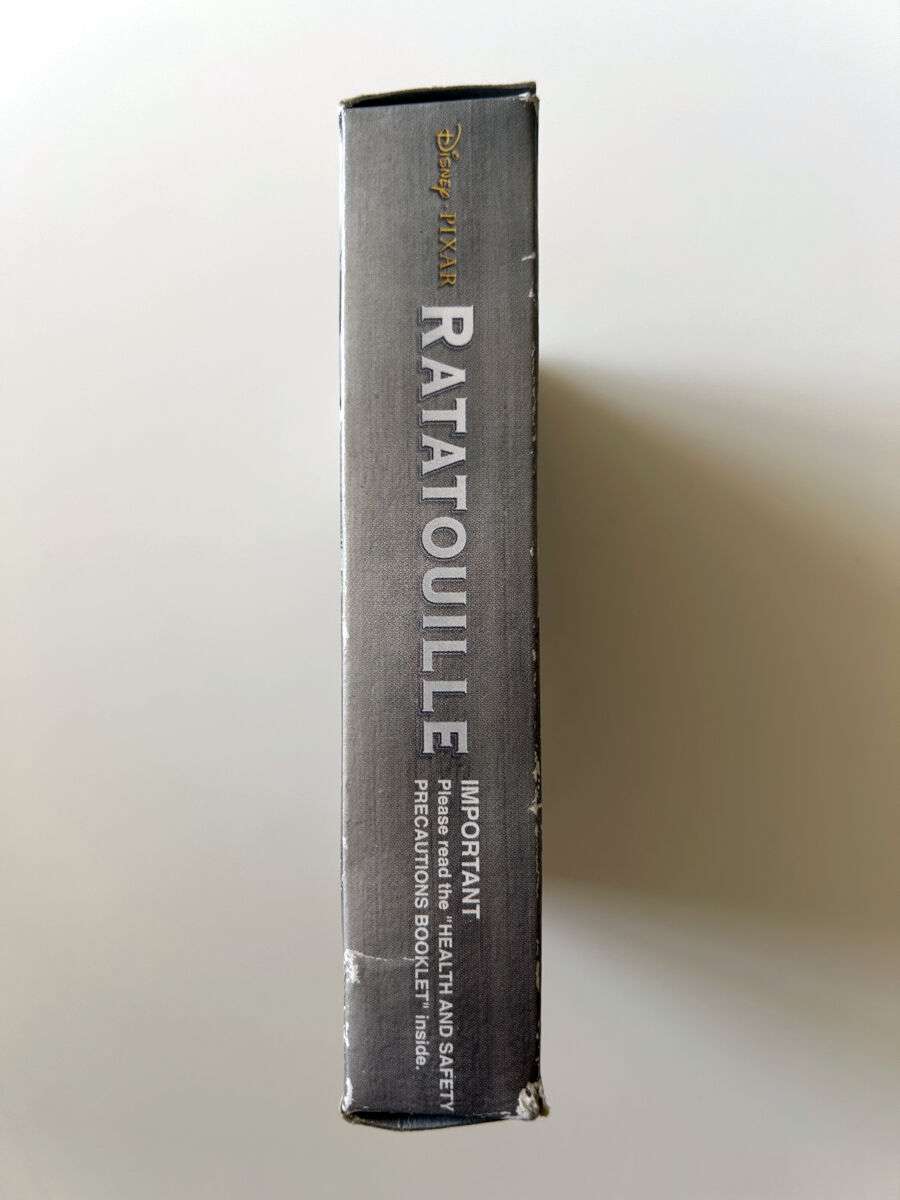 Disney · PIXAR
RATATOUILLE
IMPORTANT
Please read the "HEALTH AND SAFETY
PRECAUTIONS BOOKLET" inside.